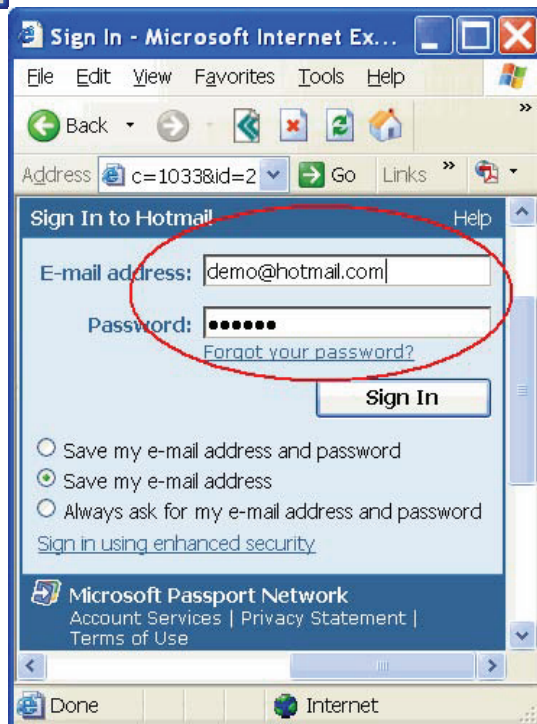 Sign In - Microsoft Internet Ex...
File Edit View Favorites Tools Help
Back
Address c=1033&id=2 Go Links
Sign In to Hotmail Help
E-mail address: demo@hotmail.com
Password: ●●●●●●
Forgot your password?
Sign In
Save my e-mail address and password
Save my e-mail address
Always ask for my e-mail address and password
Sign in using enhanced security
Microsoft Passport Network
Account Services | Privacy Statement |
Terms of Use
Done Internet